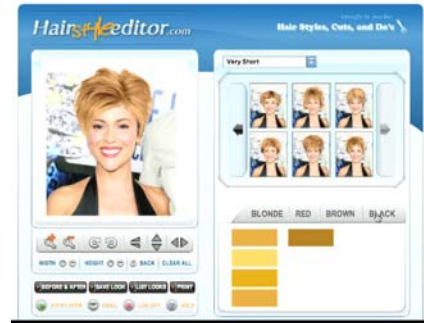 Hairstyleeditor.com
Hair Styles, Cuts, and Do's
Very Short
BLONDE RED BROWN BLACK
WIDTH HEIGHT BACK CLEAR ALL
BEFORE & AFTER SAVE LOOK LIST LOOKS PRINT